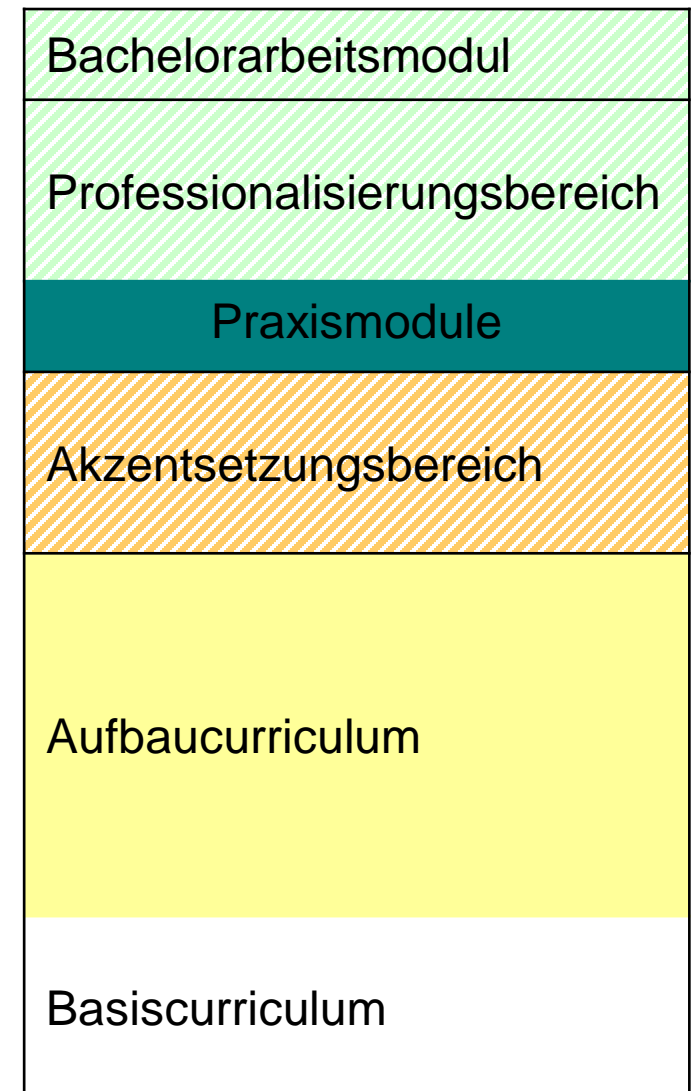 Bachelorarbeitsmodul
Professionalisierungsbereich
Praxismodule
Akzentsetzungsbereich
Aufbaucurriculum
Basiscurriculum